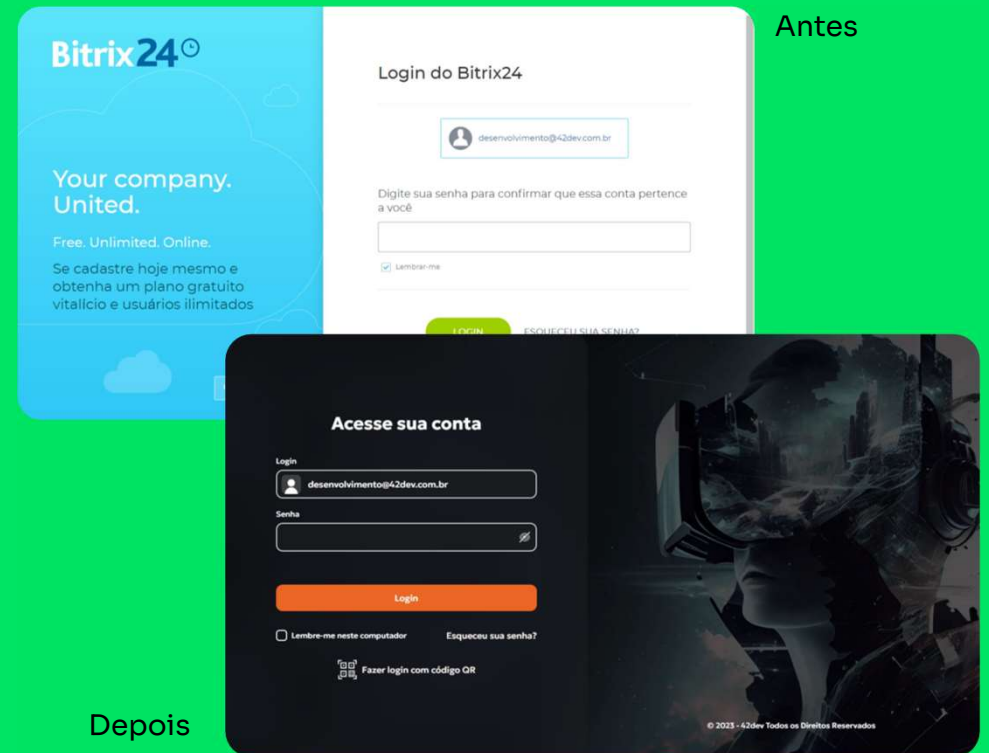 Antes
Bitrix24
Login do Bitrix24
desenvolvimento@42dev.com.br
Your company.
United.
Digite sua senha para confirmar que essa conta pertence
a você
Free. Unlimited. Online.
Se cadastre hoje mesmo e
obtenha um plano gratuito
vitalício e usuários ilimitados
Lembrar-me
LOGIN
ESQUECEU SUA SENHA?
Acesse sua conta
Login
desenvolvimento@42dev.com.br
Senha
Login
Lembre-me neste computador
Esqueceu sua senha?
Fazer login com código QR
© 2023 - 42dev Todos os Direitos Reservados
Depois